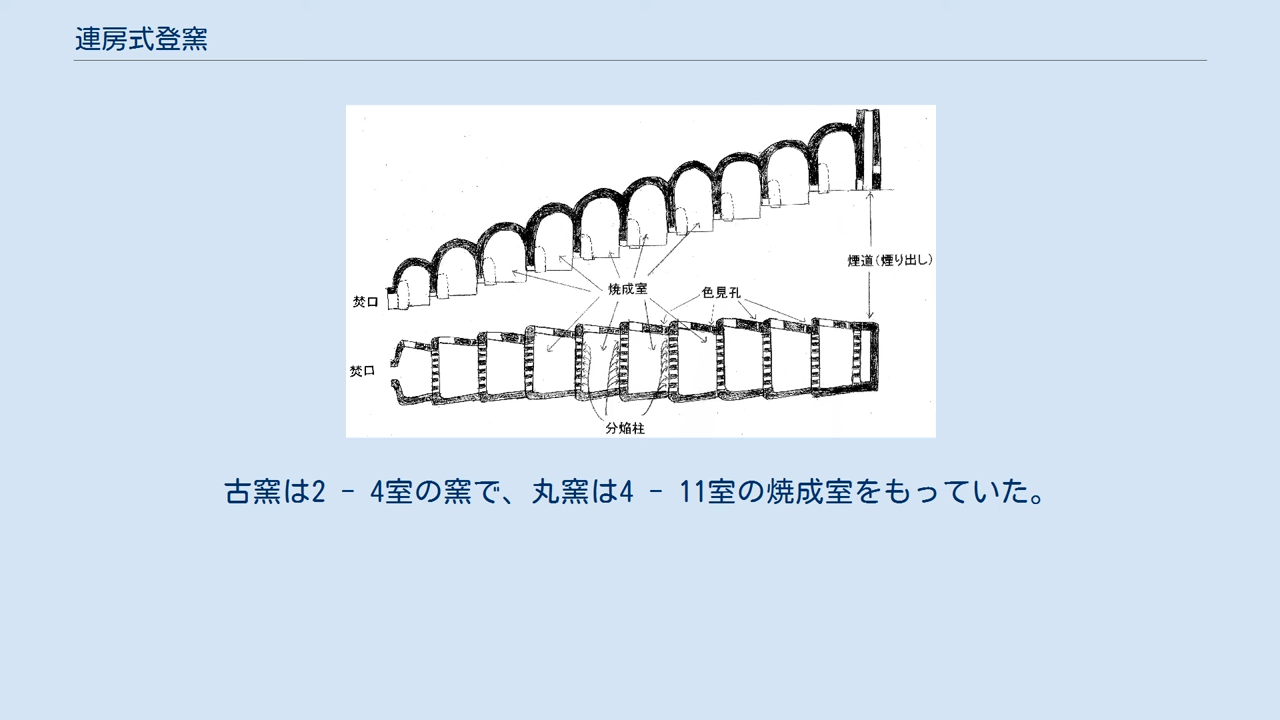 連房式登窯
煙道(煙り出し)
焼成室
色見孔
焚口
焚口
分焔柱
古窯は2 - 4室の窯で、丸窯は4 - 11室の焼成室をもっていた。